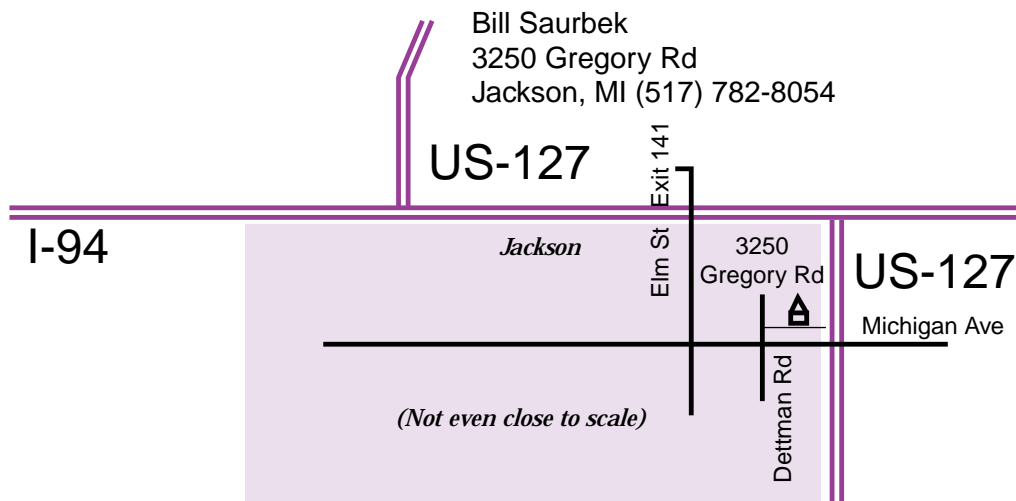 Bill Saurbek
3250 Gregory Rd
Jackson, MI (517) 782-8054
US-127
Exit 141
I-94
Jackson
Elm St
3250
Gregory Rd
US-127
Michigan Ave
Dettman Rd
(Not even close to scale)